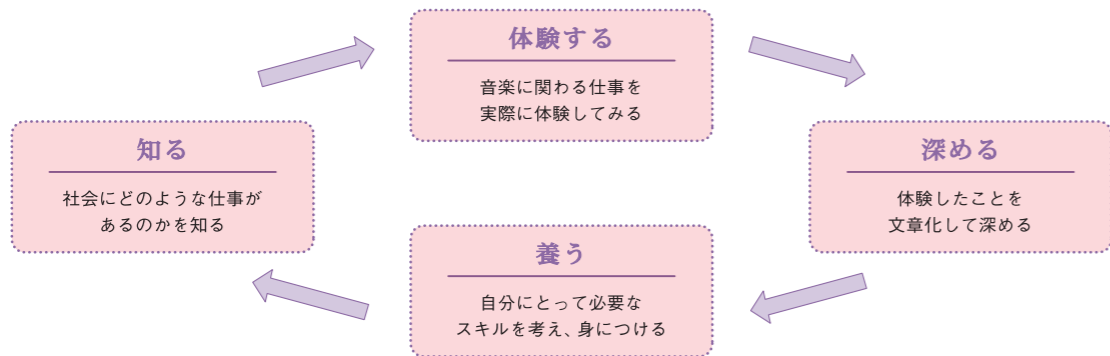 体験する
音楽に関わる仕事を
実際に体験してみる
知る
社会にどのような仕事が
あるのかを知る
深める
体験したことを
文章化して深める
養う
自分にとって必要な
スキルを考え、身につける